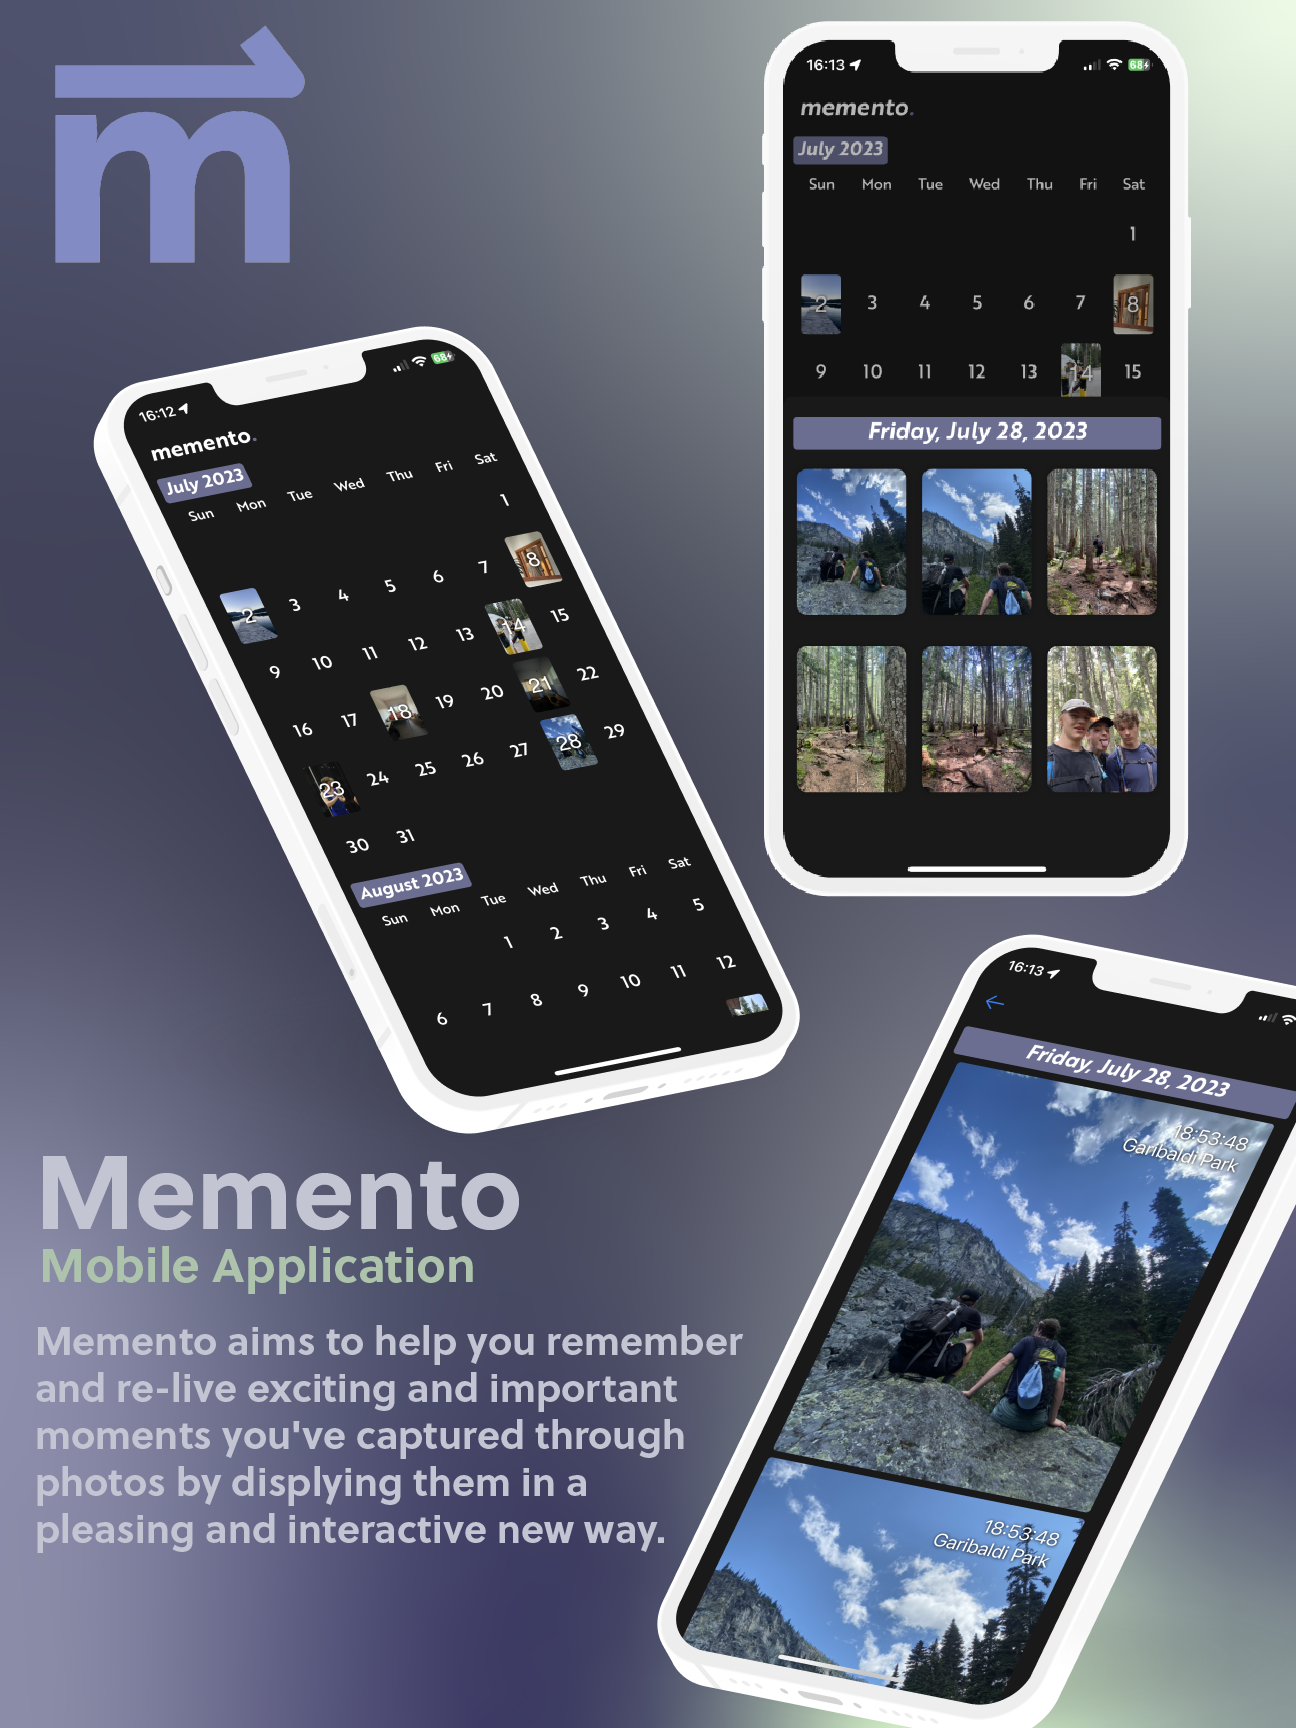 m
16:13
68
memento.
July 2023
Sun Mon Tue Wed Thu Fri Sat
1
2 3 4 5 6 7 8
9 10 11 12 13 14 15
Friday, July 28, 2023
16:12
68
memento.
July 2023
Sun Mon Tue Wed Thu Fri Sat
1
2 3 4 5 6 7 8
9 10 11 12 13 14 15
16 17 18 19 20 21 22
23 24 25 26 27 28 29
30 31
August 2023
Sun Mon Tue Wed Thu Fri Sat
1 2 3 4 5
6 7 8 9 10 11 12
16:13
Friday, July 28, 2023
18:53:48
Garibaldi Park
18:53:48
Garibaldi Park
Memento
Mobile Application
Memento aims to help you remember
and re-live exciting and important
moments you've captured through
photos by displying them in a
pleasing and interactive new way.